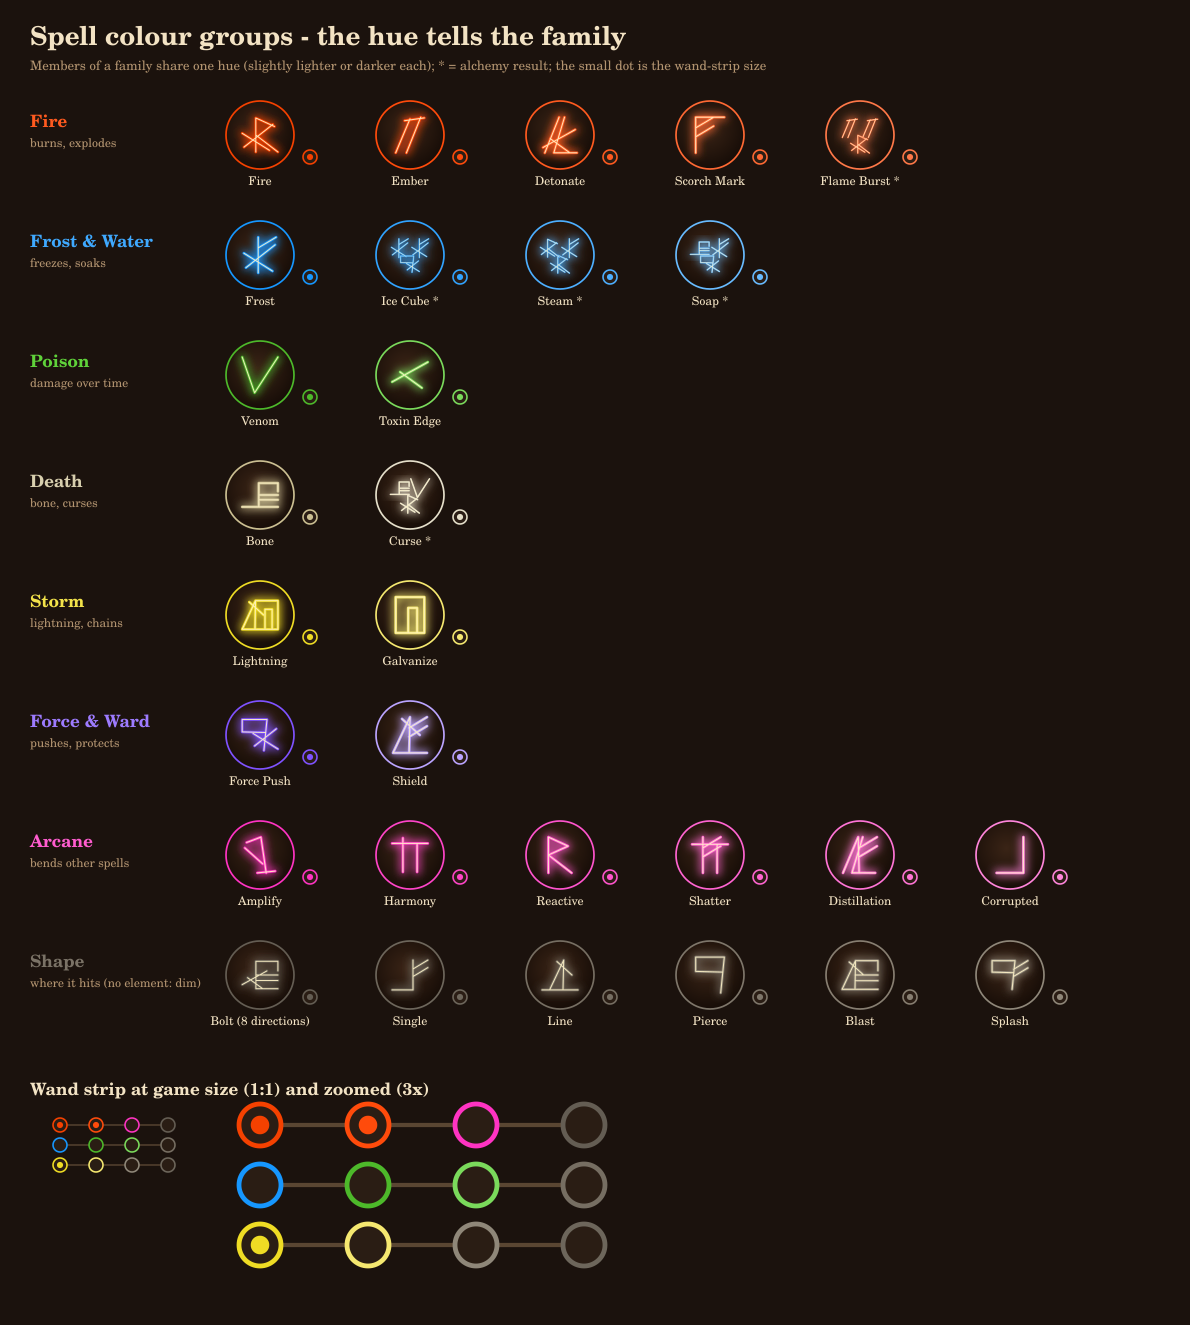 Spell colour groups - the hue tells the family
Members of a family share one hue (slightly lighter or darker each); * = alchemy result; the small dot is the wand-strip size
Fire
burns, explodes
Fire
Ember
Detonate
Scorch Mark
Flame Burst *
Frost & Water
freezes, soaks
Frost
Ice Cube *
Steam *
Soap *
Poison
damage over time
Venom
Toxin Edge
Death
bone, curses
Bone
Curse *
Storm
lightning, chains
Lightning
Galvanize
Force & Ward
pushes, protects
Force Push
Shield
Arcane
bends other spells
Amplify
Harmony
Reactive
Shatter
Distillation
Corrupted
Shape
where it hits (no element: dim)
Bolt (8 directions)
Single
Line
Pierce
Blast
Splash
Wand strip at game size (1:1) and zoomed (3x)